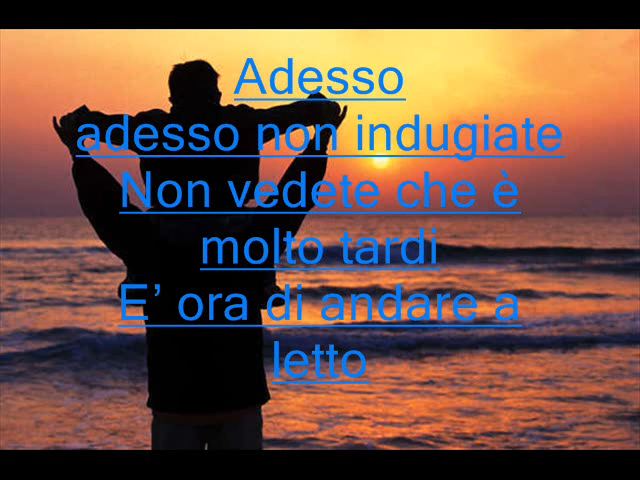 Adesso
adesso non indugiate
Non vedete che è
molto tardi
E’ ora di andare a
letto